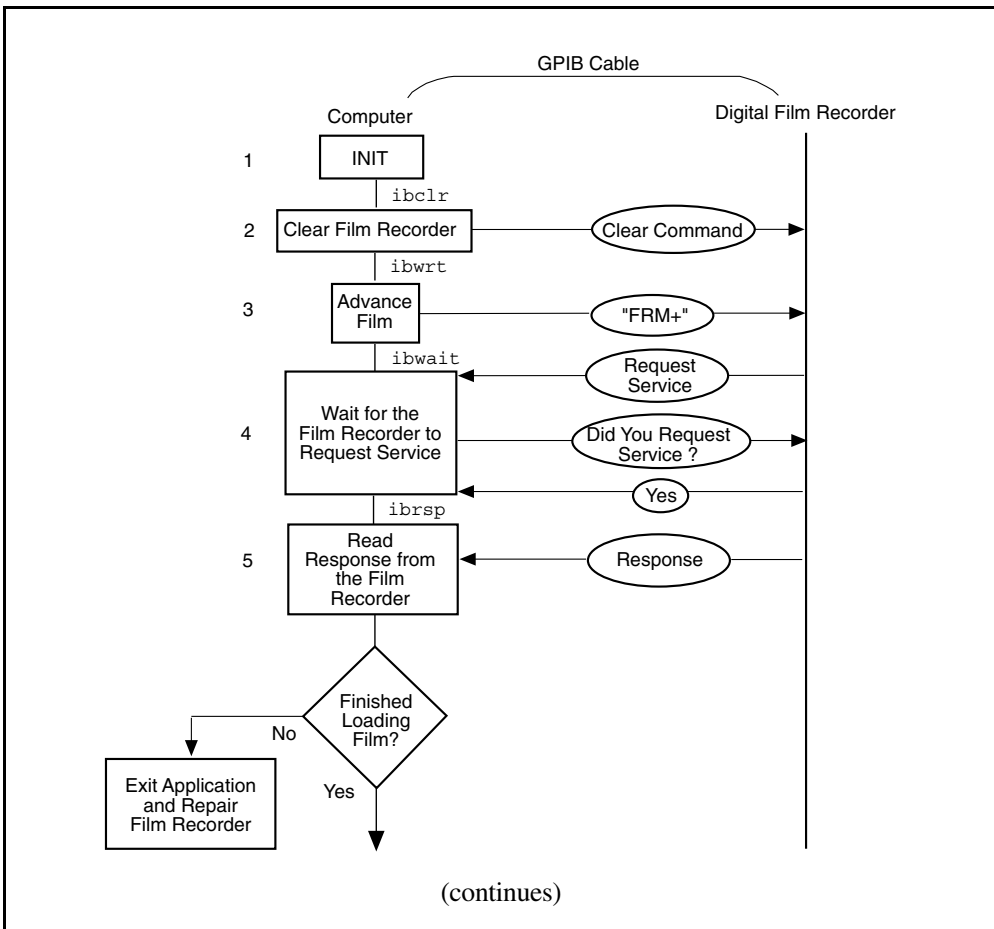 GPIB Cable
Computer
Digital Film Recorder
1
INIT
ibclr
2
Clear Film Recorder
Clear Command
ibwrt
3
Advance
Film
"FRM+"
ibwait
Request
Service
4
Wait for the
Film Recorder to
Request Service
Did You Request
Service ?
Yes
ibrsp
5
Read
Response from
the Film
Recorder
Response
Finished
Loading
Film?
No
Yes
Exit Application
and Repair
Film Recorder
(continues)